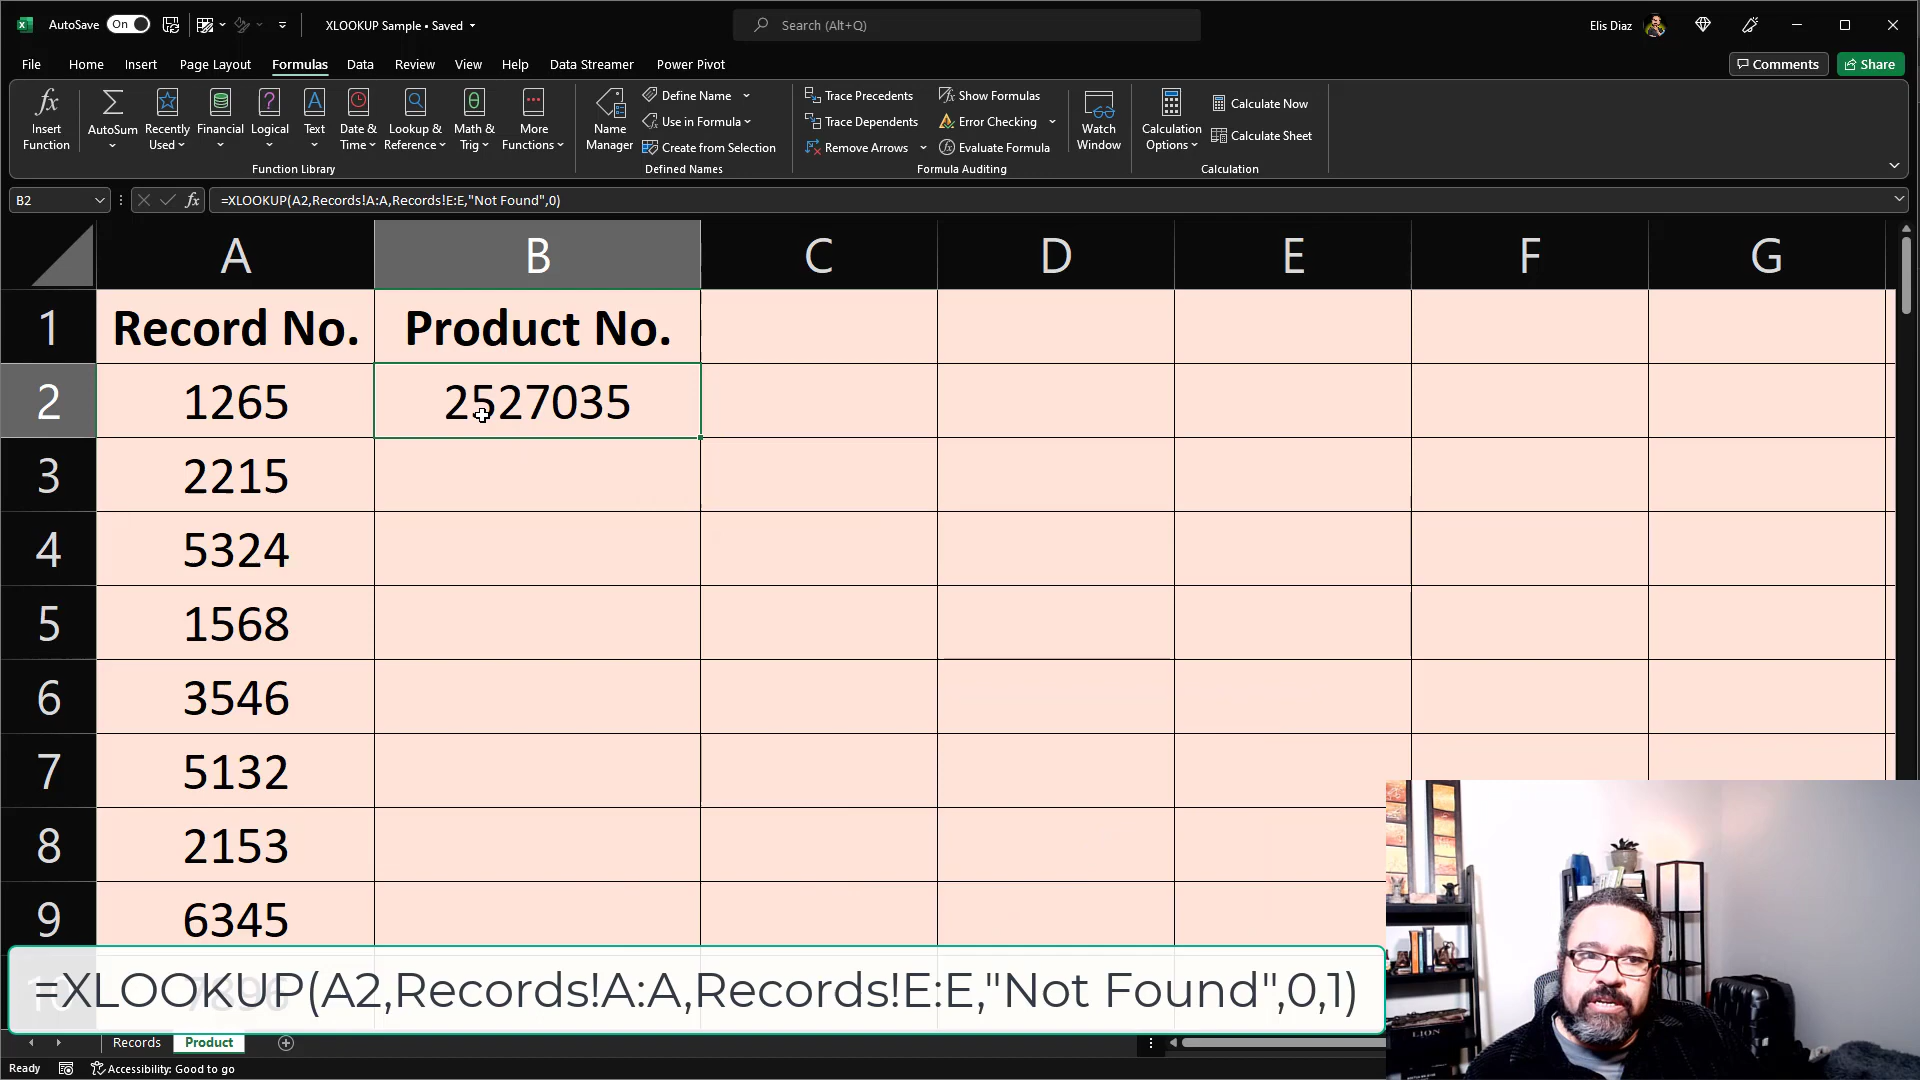 AutoSave On XLOOKUP Sample • Saved Search (Alt+Q) Elis Diaz
File Home Insert Page Layout Formulas Data Review View Help Data Streamer Power Pivot Comments Share
Insert Function
AutoSum
Recently Used
Financial
Logical
Text
Date & Time
Lookup & Reference
Math & Trig
More Functions
Function Library
Name Manager
Define Name
Use in Formula
Create from Selection
Defined Names
Trace Precedents
Trace Dependents
Remove Arrows
Show Formulas
Error Checking
Evaluate Formula
Formula Auditing
Watch Window
Calculation Options
Calculate Now
Calculate Sheet
Calculation
B2 fx =XLOOKUP(A2,Records!A:A,Records!E:E,"Not Found",0)
A B C D E F G
1 Record No. Product No.
2 1265 2527035
3 2215
4 5324
5 1568
6 3546
7 5132
8 2153
9 6345
10 7896
=XLOOKUP(A2,Records!A:A,Records!E:E,"Not Found",0,1)
Records Product
Ready Accessibility: Good to go
LION